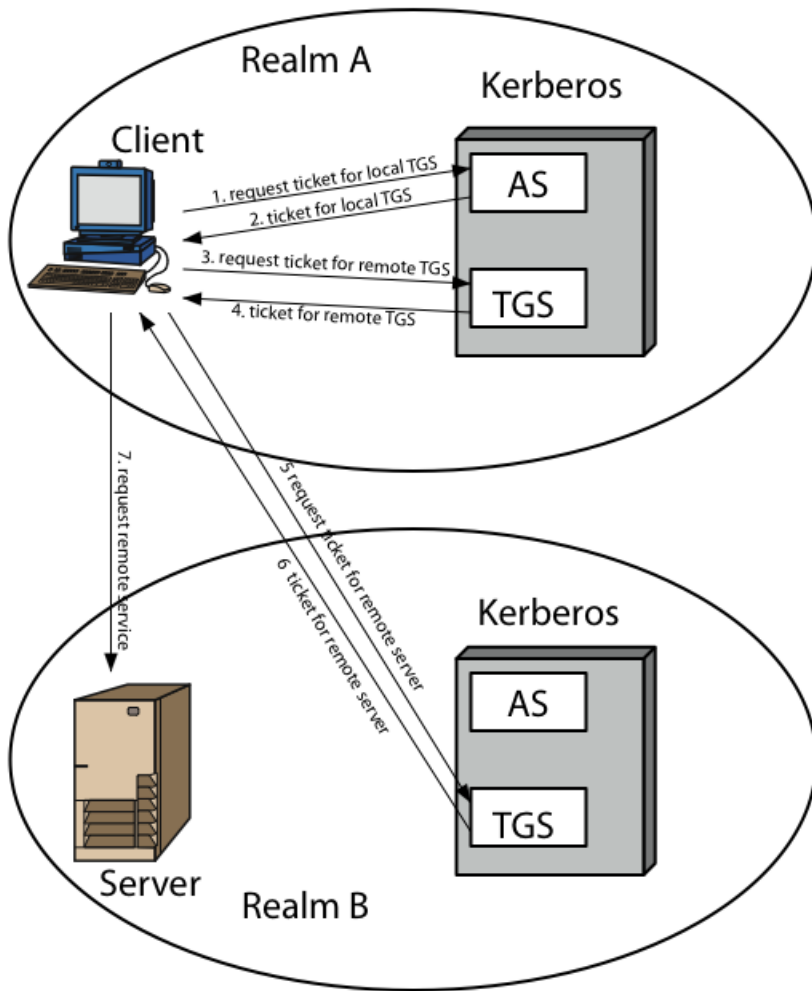 Realm A
Kerberos
Client
1. request ticket for local TGS
AS
2. ticket for local TGS
3. request ticket for remote TGS
TGS
4. ticket for remote TGS
7. request remote service
5 request ticket for remote server
6 ticket for remote server
Kerberos
AS
TGS
Server
Realm B